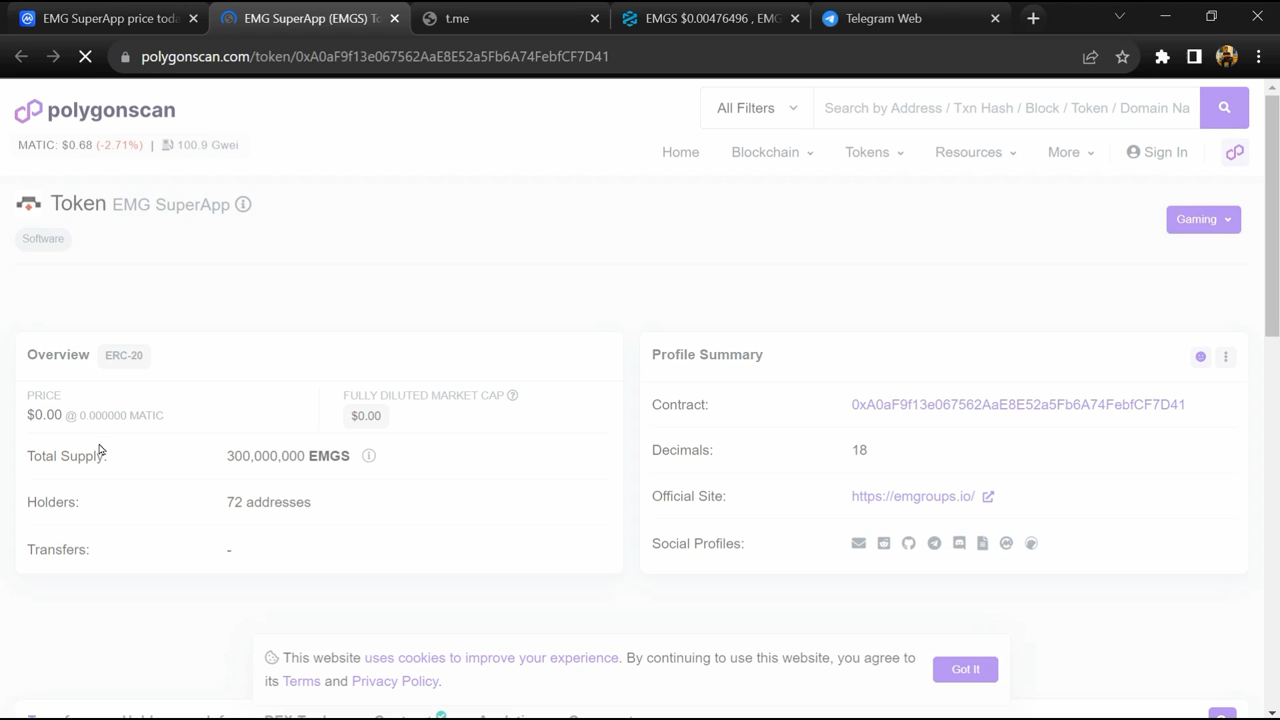 EMG SuperApp price toda
EMG SuperApp (EMGS) To
t.me
EMGS $0.00476496 , EMG
Telegram Web
polygonscan.com/token/0xA0aF9f13e067562AaE8E52a5Fb6A74FebfCF7D41
polygonscan
All Filters
Search by Address / Txn Hash / Block / Token / Domain Na
MATIC: $0.68 (-2.71%) | 100.9 Gwei
Home Blockchain Tokens Resources More Sign In
Token EMG SuperApp
Gaming
Software
Overview ERC-20
PRICE
$0.00 @ 0.000000 MATIC
FULLY DILUTED MARKET CAP
$0.00
Total Supply: 300,000,000 EMGS
Holders: 72 addresses
Transfers: -
Profile Summary
Contract: 0xA0aF9f13e067562AaE8E52a5Fb6A74FebfCF7D41
Decimals: 18
Official Site: https://emgroups.io/
Social Profiles:
This website uses cookies to improve your experience. By continuing to use this website, you agree to
its Terms and Privacy Policy.
Got It